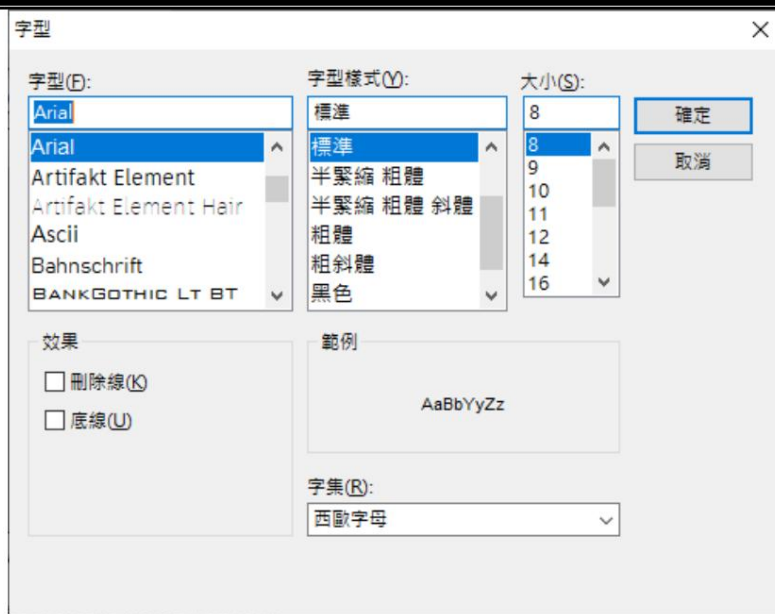 字型
字型(F):
Arial
Arial
Artifakt Element
Artifakt Element Hair
Ascii
Bahnschrift
BANKGOTHIC LT BT
字型樣式(Y):
標準
標準
半緊縮 粗體
半緊縮 粗體 斜體
粗體
粗斜體
黑色
大小(S):
8
8
9
10
11
12
14
16
確定
取消
效果
刪除線(K)
底線(U)
範例
AaBbYyZz
字集(R):
西歐字母